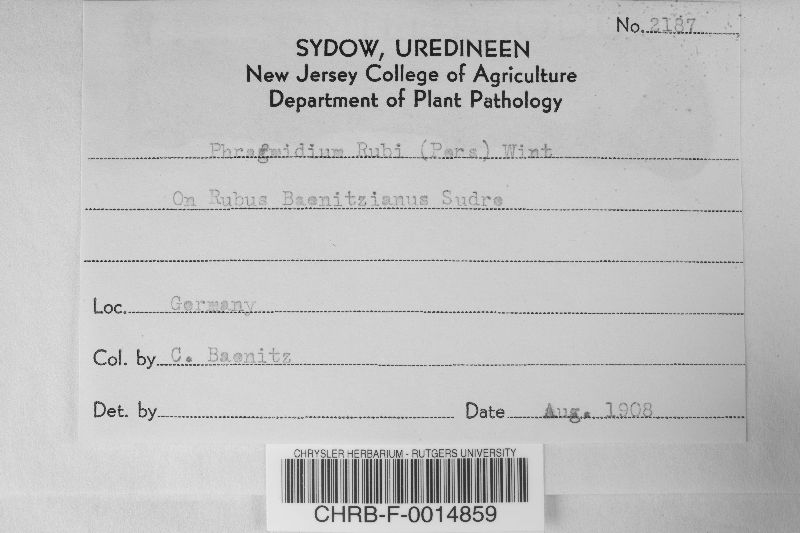 No. 2187
SYDOW, UREDINEEN
New Jersey College of Agriculture
Department of Plant Pathology
Phragmidium Rubi (Pers) Wint
On Rubus Baenitzianus Sudre
Loc. Germany
Col. by C. Baenitz
Det. by Date Aug. 1908
CHRYSLER HERBARIUM - RUTGERS UNIVERSITY
CHRB-F-0014859